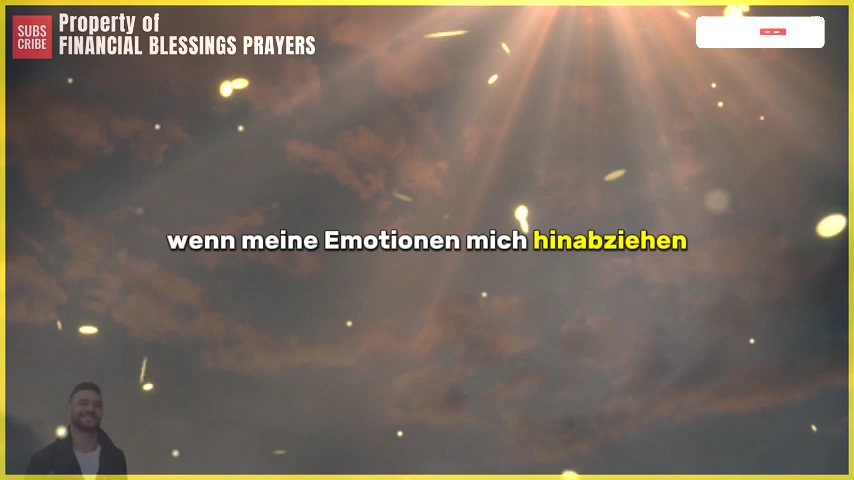 SUBS
CRIBE
Property of
FINANCIAL BLESSINGS PRAYERS
wenn meine Emotionen mich hinabziehen